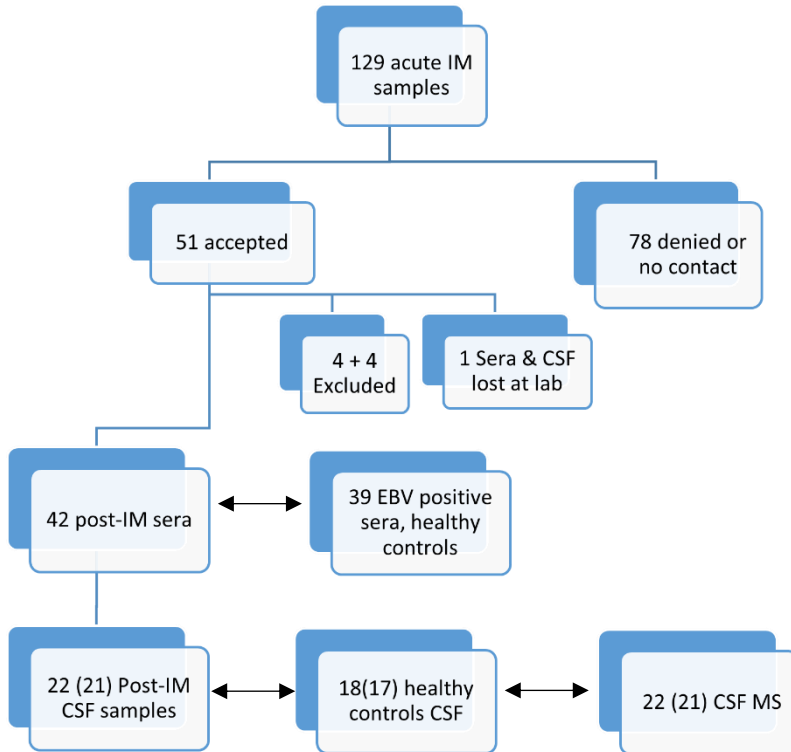 129 acute IM
samples
51 accepted
78 denied or
no contact
4 + 4
Excluded
1 Sera & CSF
lost at lab
42 post-IM sera
39 EBV positive
sera, healthy
controls
22 (21) Post-IM
CSF samples
18(17) healthy
controls CSF
22 (21) CSF MS